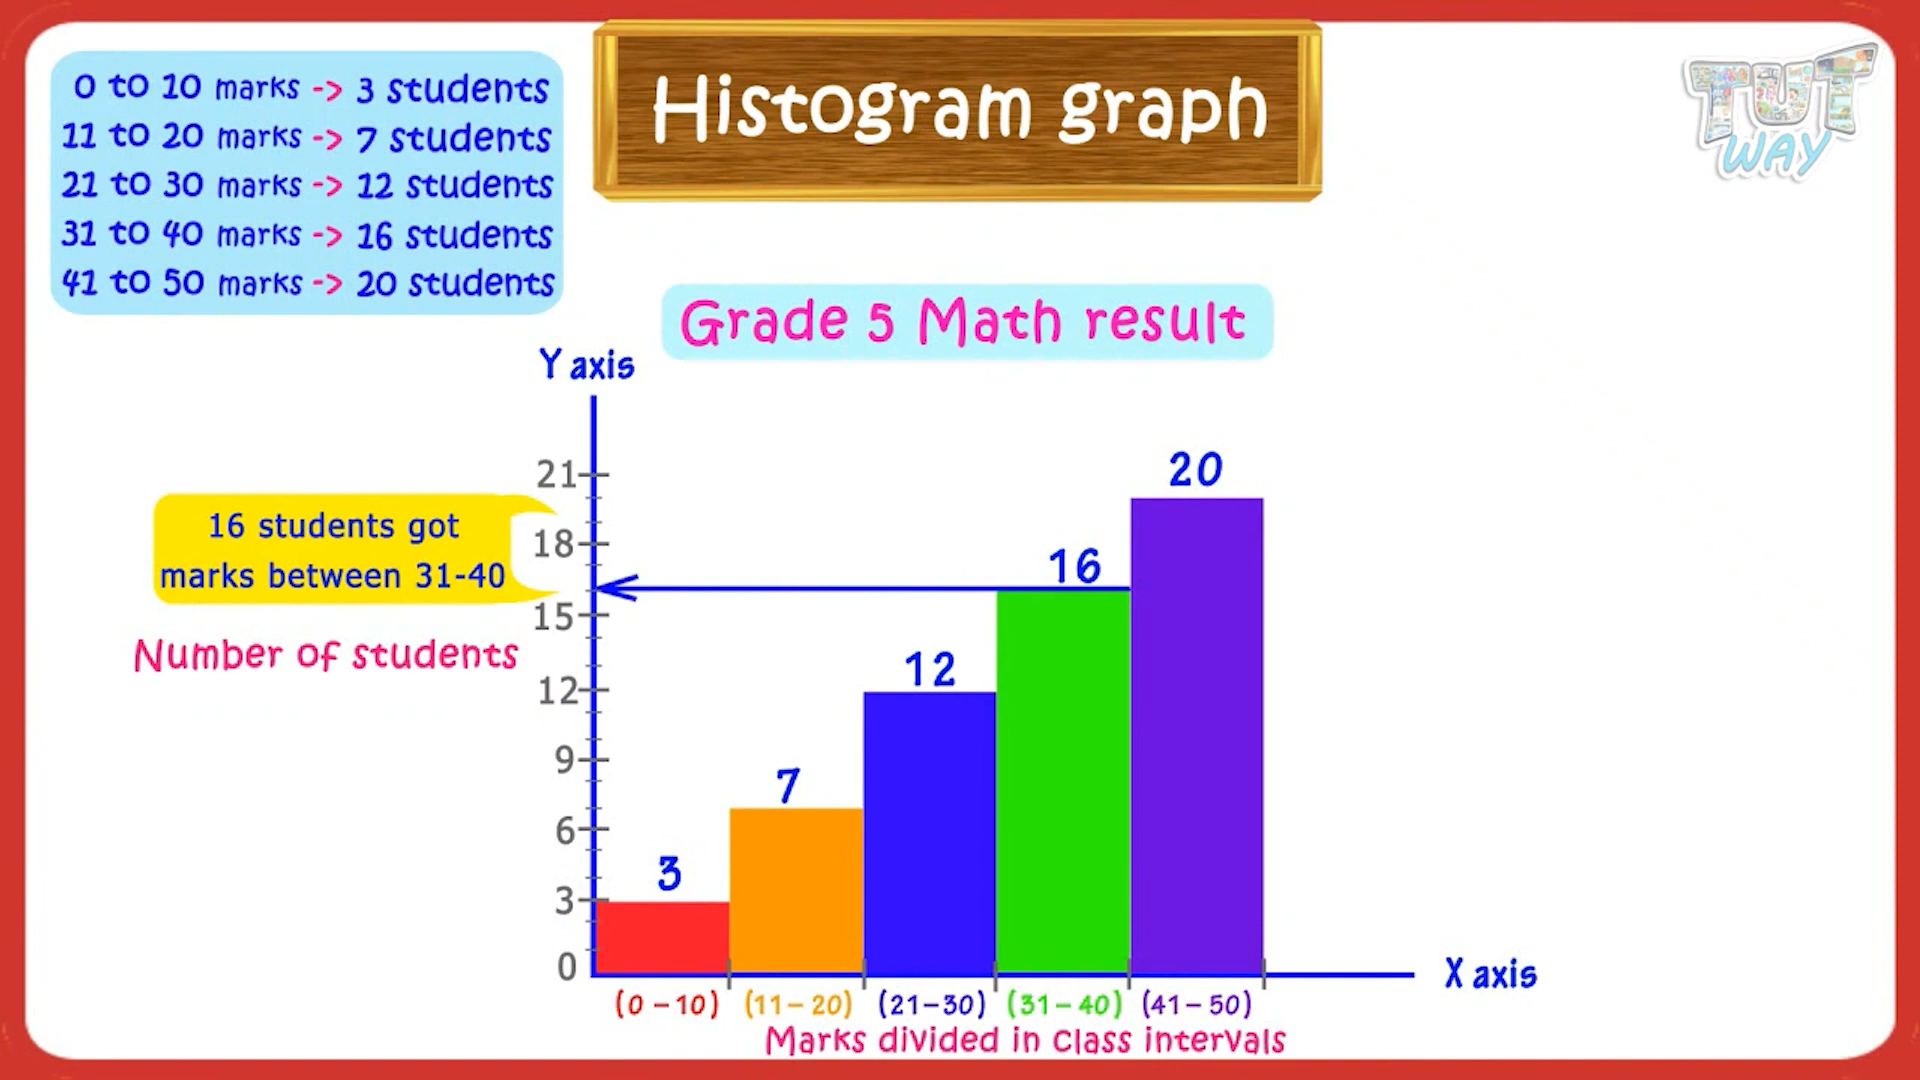 Histogram graph
TUT
WAY
0 to 10 marks -> 3 students
11 to 20 marks -> 7 students
21 to 30 marks -> 12 students
31 to 40 marks -> 16 students
41 to 50 marks -> 20 students
Grade 5 Math result
Y axis
21
18
15
12
9
6
3
0
16 students got
marks between 31-40
Number of students
3
7
12
16
20
X axis
(0 – 10) (11 – 20) (21 – 30) (31 – 40) (41 – 50)
Marks divided in class intervals